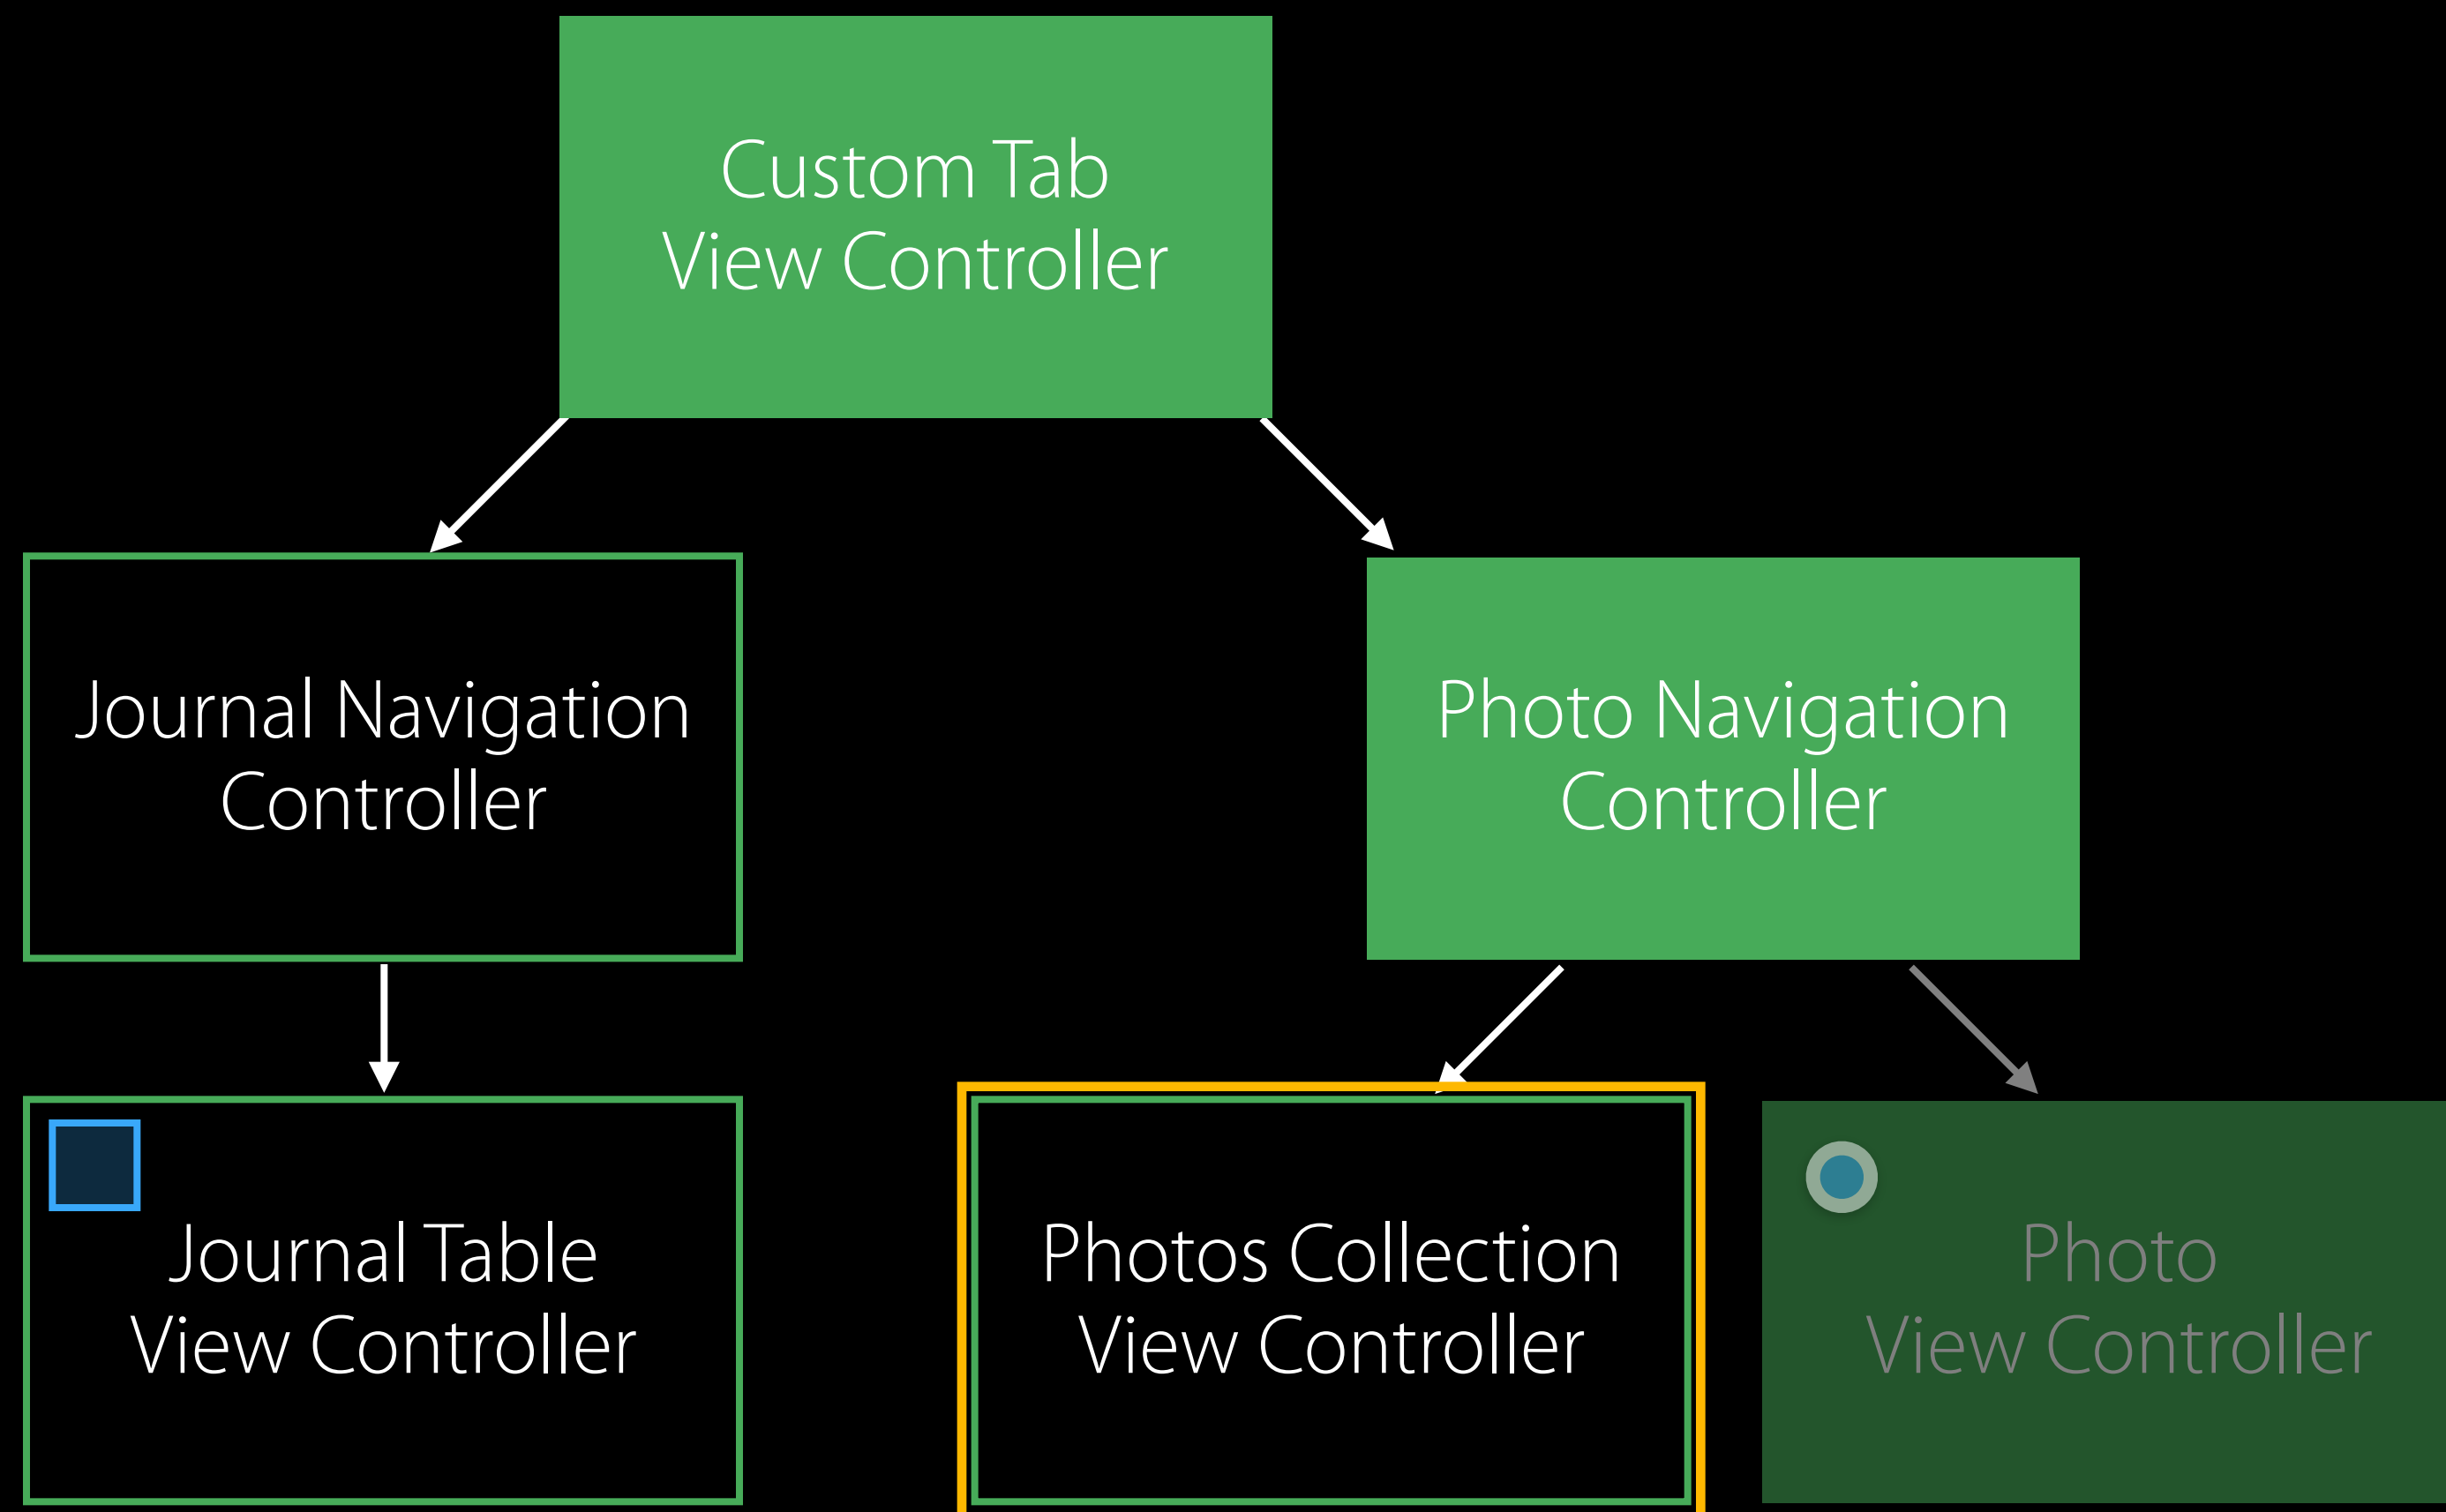 Custom Tab
View Controller
Journal Navigation
Controller
Photo Navigation
Controller
Journal Table
View Controller
Photos Collection
View Controller
Photo
View Controller